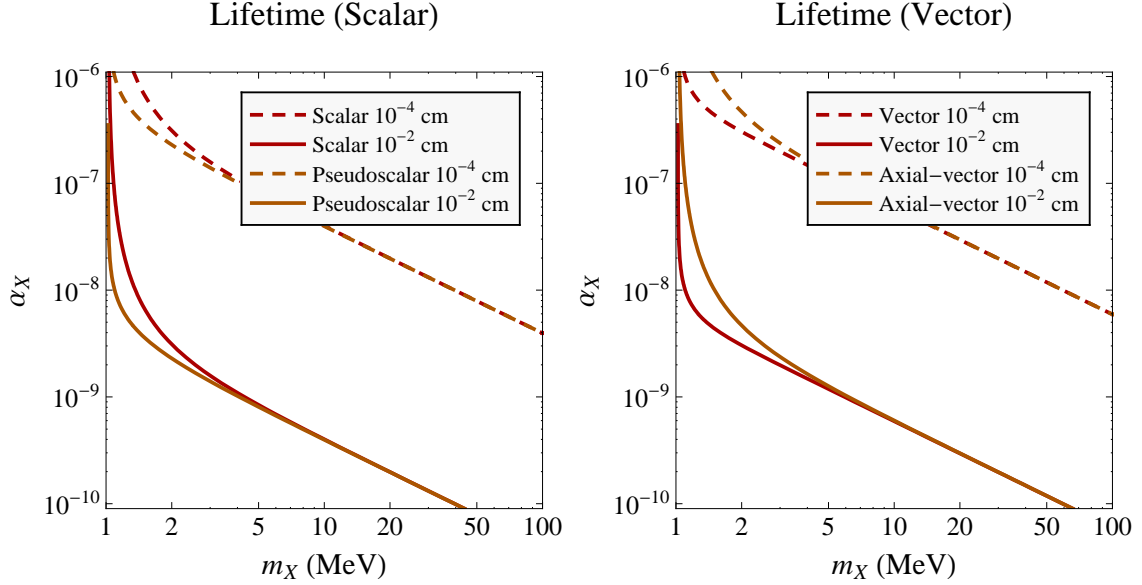 Lifetime (Scalar)
10⁻⁶
10⁻⁷
10⁻⁸
10⁻⁹
10⁻¹⁰
α_X
Scalar 10⁻⁴ cm
Scalar 10⁻² cm
Pseudoscalar 10⁻⁴ cm
Pseudoscalar 10⁻² cm
1 2 5 10 20 50 100
m_X (MeV)
Lifetime (Vector)
10⁻⁶
10⁻⁷
10⁻⁸
10⁻⁹
10⁻¹⁰
α_X
Vector 10⁻⁴ cm
Vector 10⁻² cm
Axial−vector 10⁻⁴ cm
Axial−vector 10⁻² cm
1 2 5 10 20 50 100
m_X (MeV)